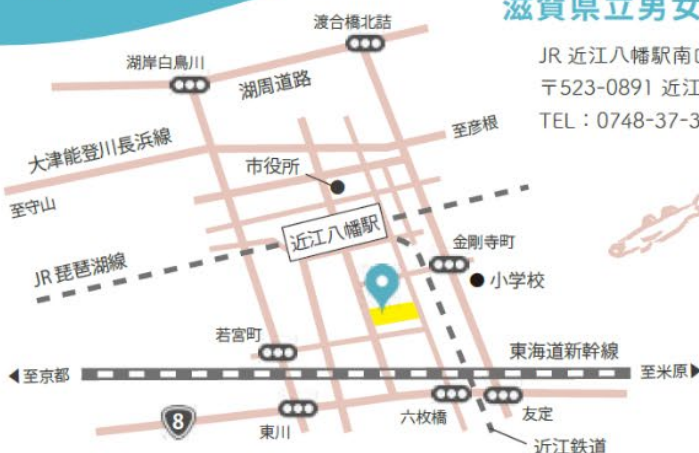 滋賀県立男女
JR 近江八幡駅南口
〒523-0891 近江
TEL：0748-37-3
渡合橋北詰
湖岸白鳥川
湖周道路
大津能登川長浜線
至彦根
市役所
至守山
近江八幡駅
金剛寺町
JR 琵琶湖線
小学校
若宮町
東海道新幹線
◀至京都
至米原▶
8
東川
六枚橋
友定
近江鉄道